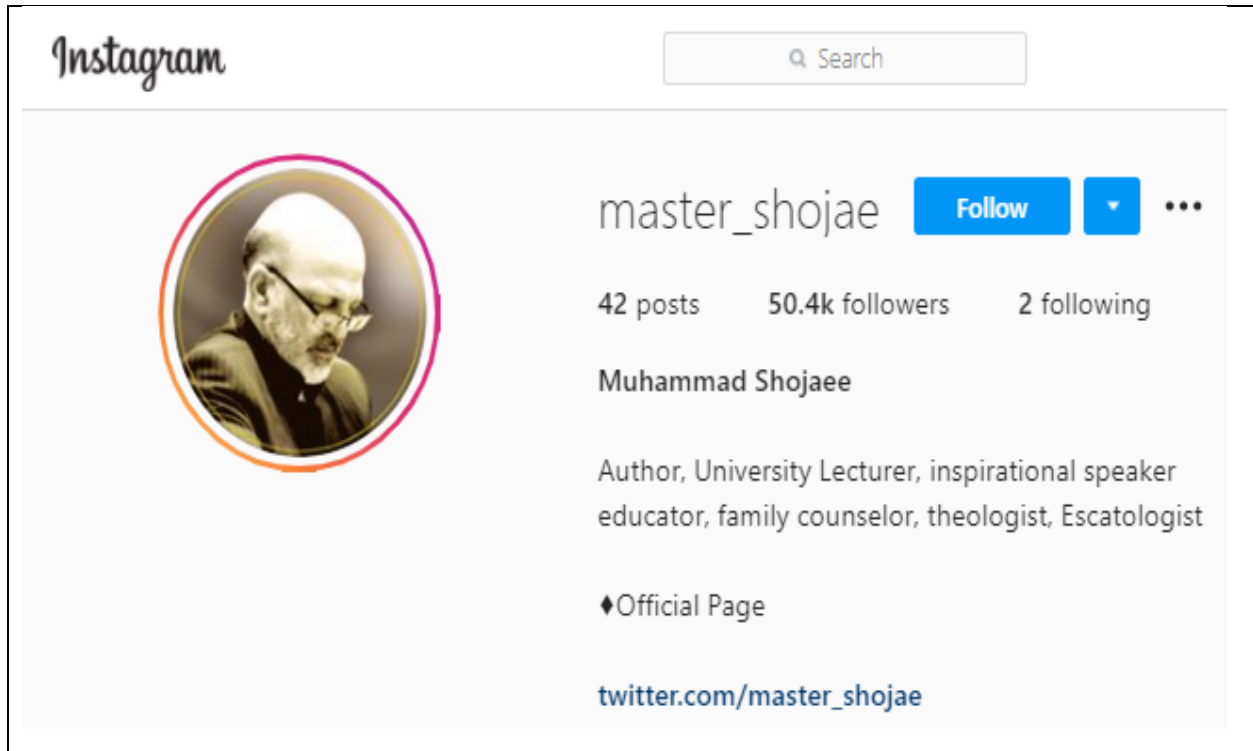 Instagram
Search
master_shojae Follow
42 posts 50.4k followers 2 following
Muhammad Shojaee
Author, University Lecturer, inspirational speaker
educator, family counselor, theologist, Escatologist
♦Official Page
twitter.com/master_shojae